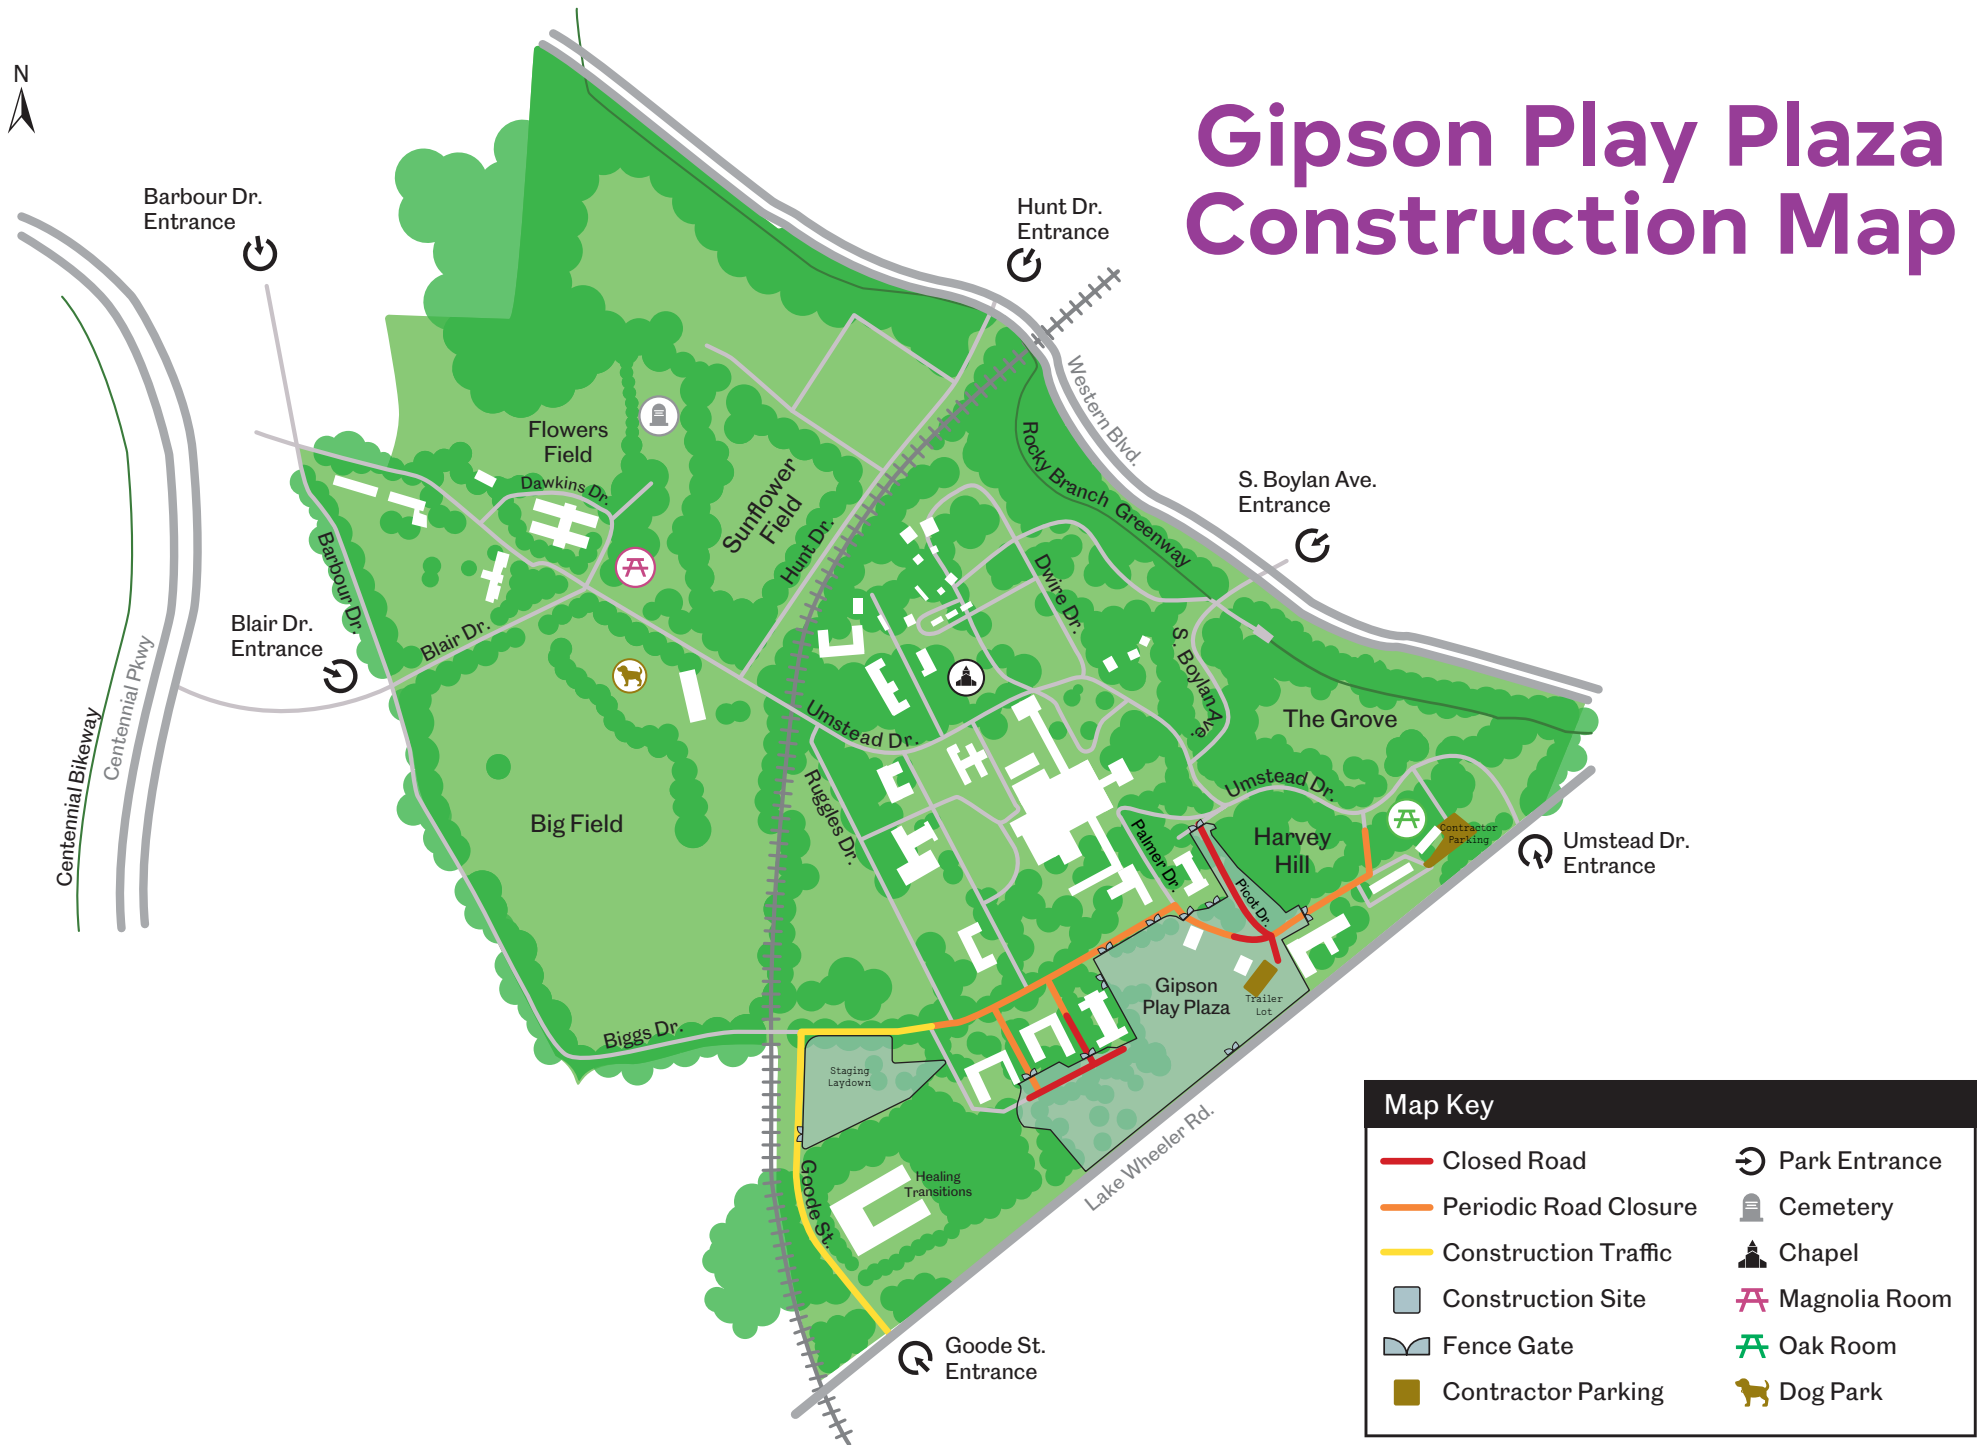 Gipson Play Plaza
Construction Map
N
Barbour Dr.
Entrance
Hunt Dr.
Entrance
Western Blvd.
Rocky Branch Greenway
S. Boylan Ave.
Entrance
Flowers
Field
Dawkins Dr.
Sunflower
Field
Hunt Dr.
Dwire Dr.
Barbour Dr.
Blair Dr.
Entrance
Blair Dr.
S. Boylan Ave.
The Grove
Centennial Bikeway
Centennial Pkwy
Umstead Dr.
Ruggles Dr.
Umstead Dr.
Big Field
Palmer Dr.
Harvey
Hill
Contractor
Parking
Umstead Dr.
Entrance
Picot Dr.
Gipson
Play Plaza
Trailer
Lot
Biggs Dr.
Staging
Laydown
Goode St.
Healing
Transitions
Lake Wheeler Rd.
Goode St.
Entrance
Map Key
Closed Road
Periodic Road Closure
Construction Traffic
Construction Site
Fence Gate
Contractor Parking
Park Entrance
Cemetery
Chapel
Magnolia Room
Oak Room
Dog Park